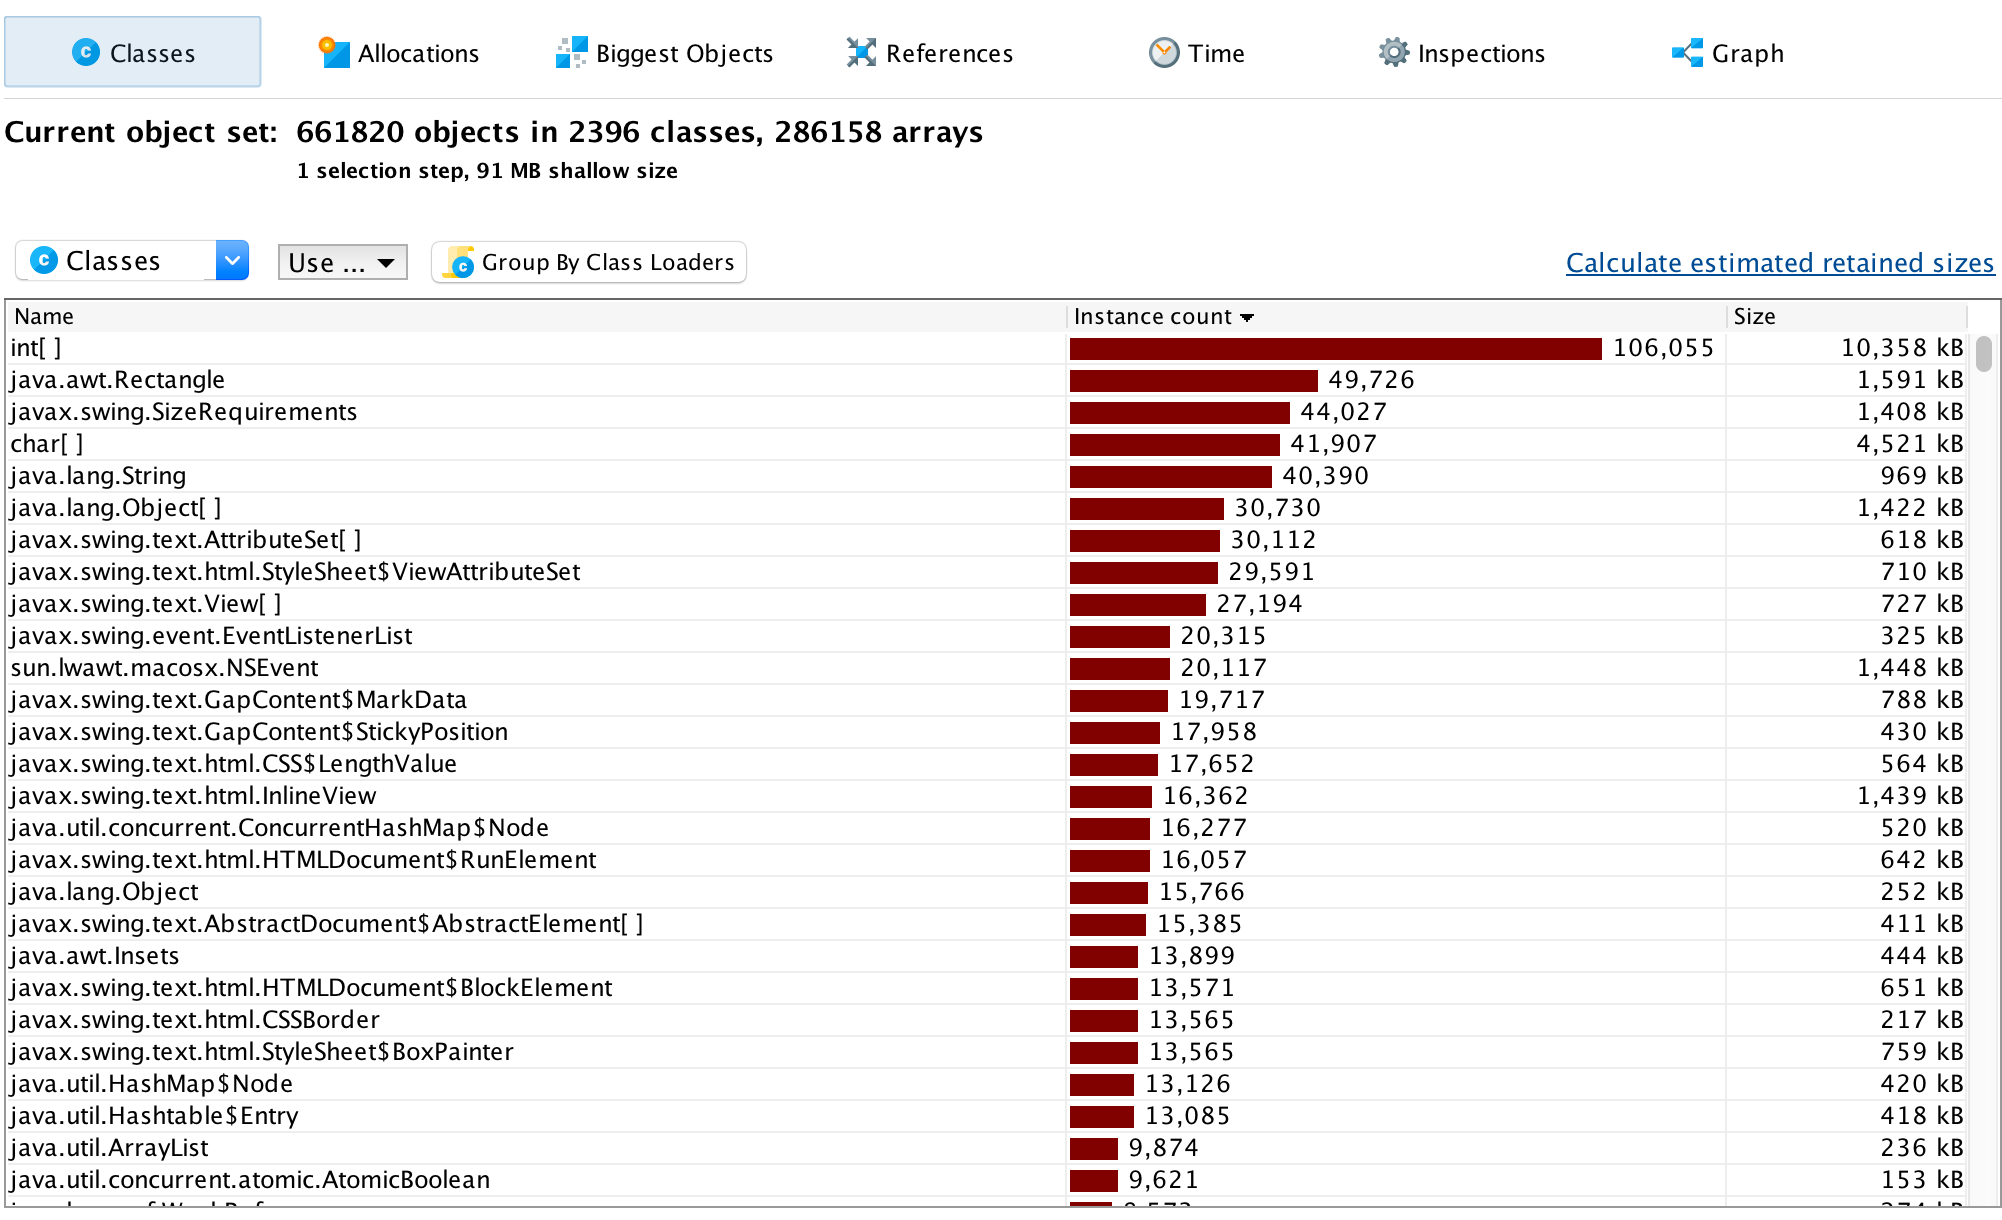 Classes Allocations Biggest Objects References Time Inspections Graph
Current object set: 661820 objects in 2396 classes, 286158 arrays
1 selection step, 91 MB shallow size
Classes Use ... Group By Class Loaders Calculate estimated retained sizes
Name Instance count Size
int[ ] 106,055 10,358 kB
java.awt.Rectangle 49,726 1,591 kB
javax.swing.SizeRequirements 44,027 1,408 kB
char[ ] 41,907 4,521 kB
java.lang.String 40,390 969 kB
java.lang.Object[ ] 30,730 1,422 kB
javax.swing.text.AttributeSet[ ] 30,112 618 kB
javax.swing.text.html.StyleSheet$ViewAttributeSet 29,591 710 kB
javax.swing.text.View[ ] 27,194 727 kB
javax.swing.event.EventListenerList 20,315 325 kB
sun.lwawt.macosx.NSEvent 20,117 1,448 kB
javax.swing.text.GapContent$MarkData 19,717 788 kB
javax.swing.text.GapContent$StickyPosition 17,958 430 kB
javax.swing.text.html.CSS$LengthValue 17,652 564 kB
javax.swing.text.html.InlineView 16,362 1,439 kB
java.util.concurrent.ConcurrentHashMap$Node 16,277 520 kB
javax.swing.text.html.HTMLDocument$RunElement 16,057 642 kB
java.lang.Object 15,766 252 kB
javax.swing.text.AbstractDocument$AbstractElement[ ] 15,385 411 kB
java.awt.Insets 13,899 444 kB
javax.swing.text.html.HTMLDocument$BlockElement 13,571 651 kB
javax.swing.text.html.CSSBorder 13,565 217 kB
javax.swing.text.html.StyleSheet$BoxPainter 13,565 759 kB
java.util.HashMap$Node 13,126 420 kB
java.util.Hashtable$Entry 13,085 418 kB
java.util.ArrayList 9,874 236 kB
java.util.concurrent.atomic.AtomicBoolean 9,621 153 kB